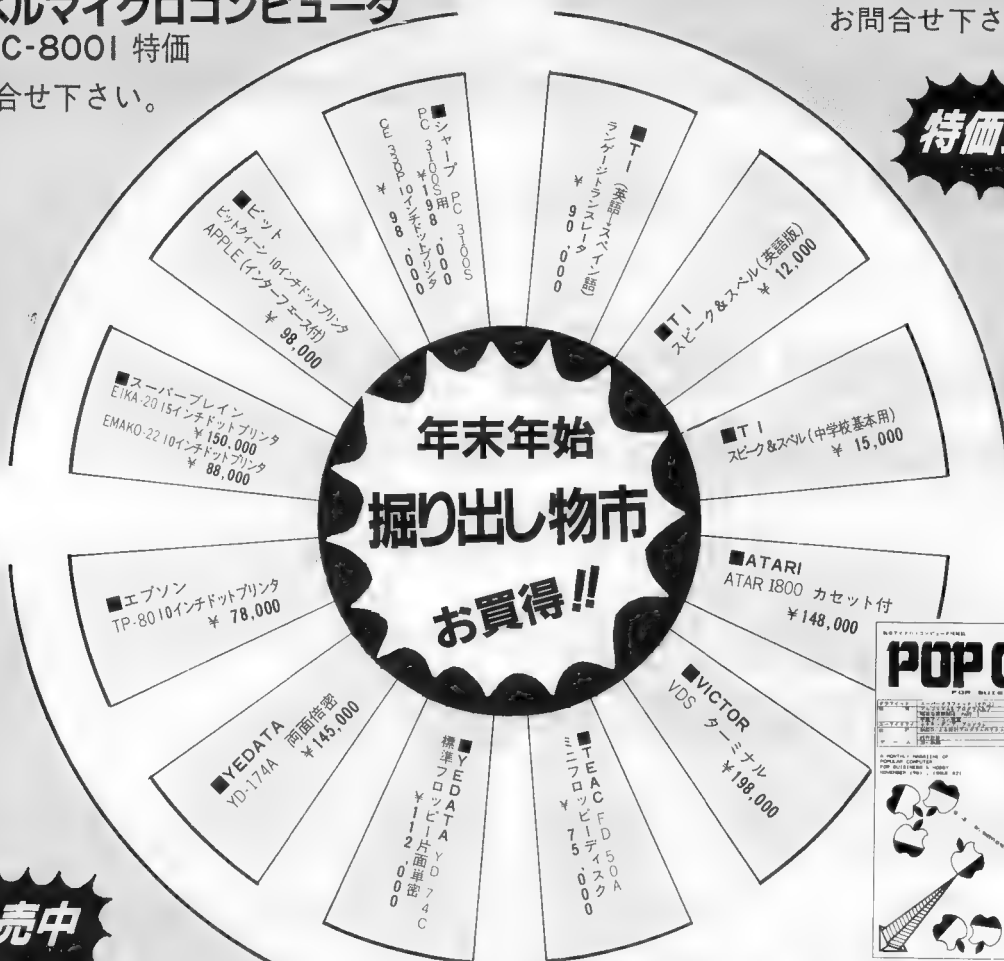 ルマイクロコンピュータ
C-8001 特価
合せ下さい。
お問合せ下さ
特価
年末年始
掘り出し物市
お買得!!
■シャープ PC 3100S
PC 3100S用 ¥198,000
CE 330P 10インチドットプリンタ
¥ 98,000
■TI (英語-スペイン語)
ランゲージトランスレータ
¥ 90,000
■TI
スピーク&スペル(英語版)
¥ 12,000
■TI
スピーク&スペル(中学校基本用)
¥ 15,000
■ATARI
ATAR I800 カセット付
¥148,000
■VICTOR
VDS ターミナル
¥198,000
■TEAC FD 50A
ミニフロッピーディスク
¥ 75,000
■YEDATA YD 74C
標準フロッピー片面単密
¥112,000
■YEDATA
YD-174A 両面倍密
¥145,000
■エプソン
TP-80 10インチドットプリンタ
¥ 78,000
■スーパーブレイン
EIKA-20 15インチドットプリンタ
¥150,000
EMAKO-22 10インチドットプリンタ
¥ 88,000
■ビット
ビットクイーン 10インチドットプリンタ
APPLE(インターフェース付)
¥ 98,000
売中
POP
A MONTHLY MAGAZINE OF
POPULAR COMPUTER